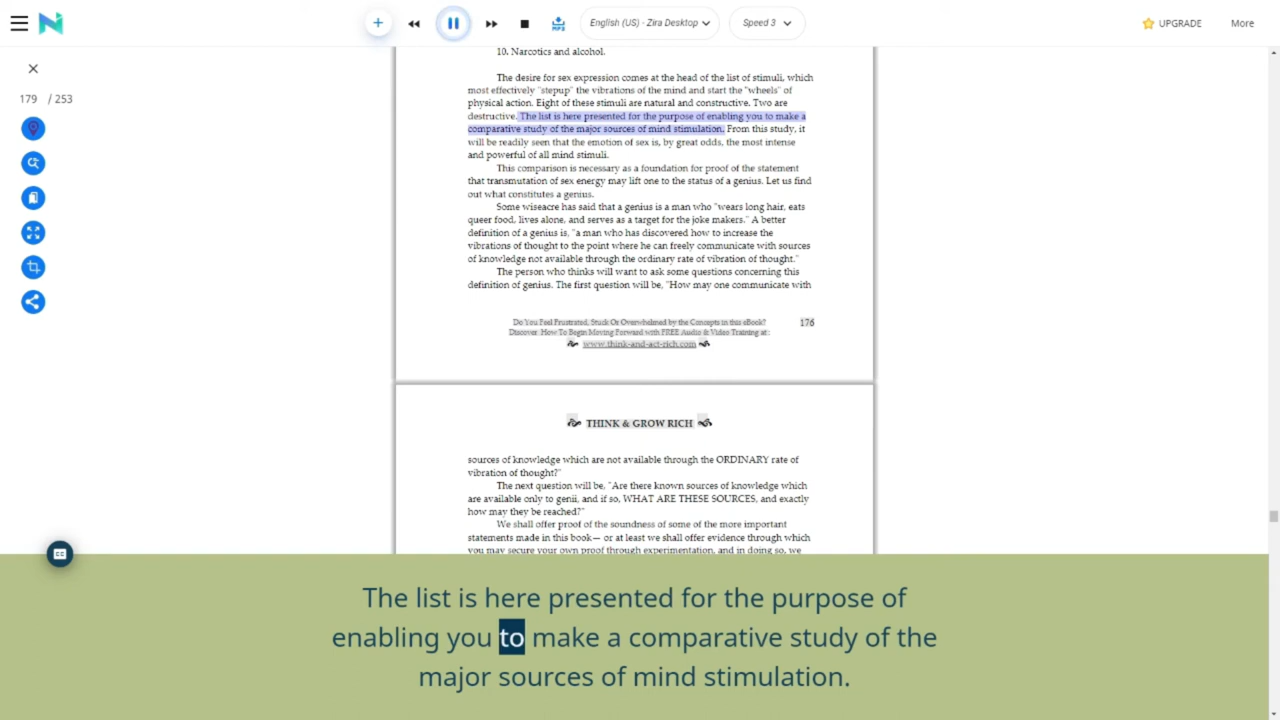 English (US) - Zira Desktop
Speed 3
UPGRADE
More
MP3
179 / 253
10. Narcotics and alcohol.
The desire for sex expression comes at the head of the list of stimuli, which
most effectively "stepup" the vibrations of the mind and start the "wheels" of
physical action. Eight of these stimuli are natural and constructive. Two are
destructive. The list is here presented for the purpose of enabling you to make a
comparative study of the major sources of mind stimulation. From this study, it
will be readily seen that the emotion of sex is, by great odds, the most intense
and powerful of all mind stimuli.
This comparison is necessary as a foundation for proof of the statement
that transmutation of sex energy may lift one to the status of a genius. Let us find
out what constitutes a genius.
Some wiseacre has said that a genius is a man who "wears long hair, eats
queer food, lives alone, and serves as a target for the joke makers." A better
definition of a genius is, "a man who has discovered how to increase the
vibrations of thought to the point where he can freely communicate with sources
of knowledge not available through the ordinary rate of vibration of thought."
The person who thinks will want to ask some questions concerning this
definition of genius. The first question will be, "How may one communicate with
Do You Feel Frustrated, Stuck Or Overwhelmed by the Concepts in this eBook?
176
Discover How To Begin Moving Forward with FREE Audio & Video Training at:
www.think-and-act-rich.com
THINK & GROW RICH
sources of knowledge which are not available through the ORDINARY rate of
vibration of thought?"
The next question will be, "Are there known sources of knowledge which
are available only to genii, and if so, WHAT ARE THESE SOURCES, and exactly
how may they be reached?"
We shall offer proof of the soundness of some of the more important
statements made in this book— or at least we shall offer evidence through which
you may secure your own proof through experimentation, and in doing so, we
CC
The list is here presented for the purpose of
enabling you to make a comparative study of the
major sources of mind stimulation.